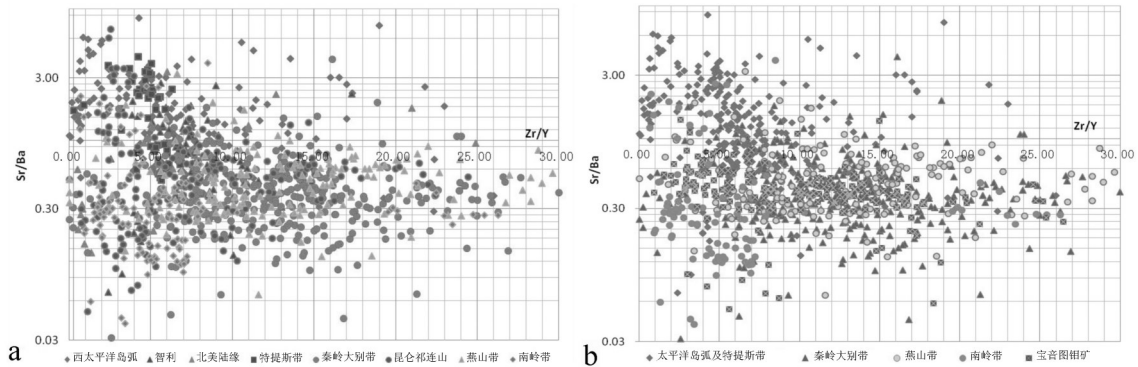 3.00
Zr/Y
Sr/Ba
0.00 5.00 10.00 15.00 20.00 25.00 30.00
0.30
0.03
a
西太平洋岛弧 智利 北美陆缘 特提斯带 秦岭大别带 昆仑祁连山 燕山带 南岭带
b
3.00
Zr/Y
Sr/Ba
0.00 5.00 10.00 15.00 20.00 25.00 30.00
0.30
0.03
太平洋岛弧及特提斯带 秦岭大别带 燕山带 南岭带 宝音图钼矿